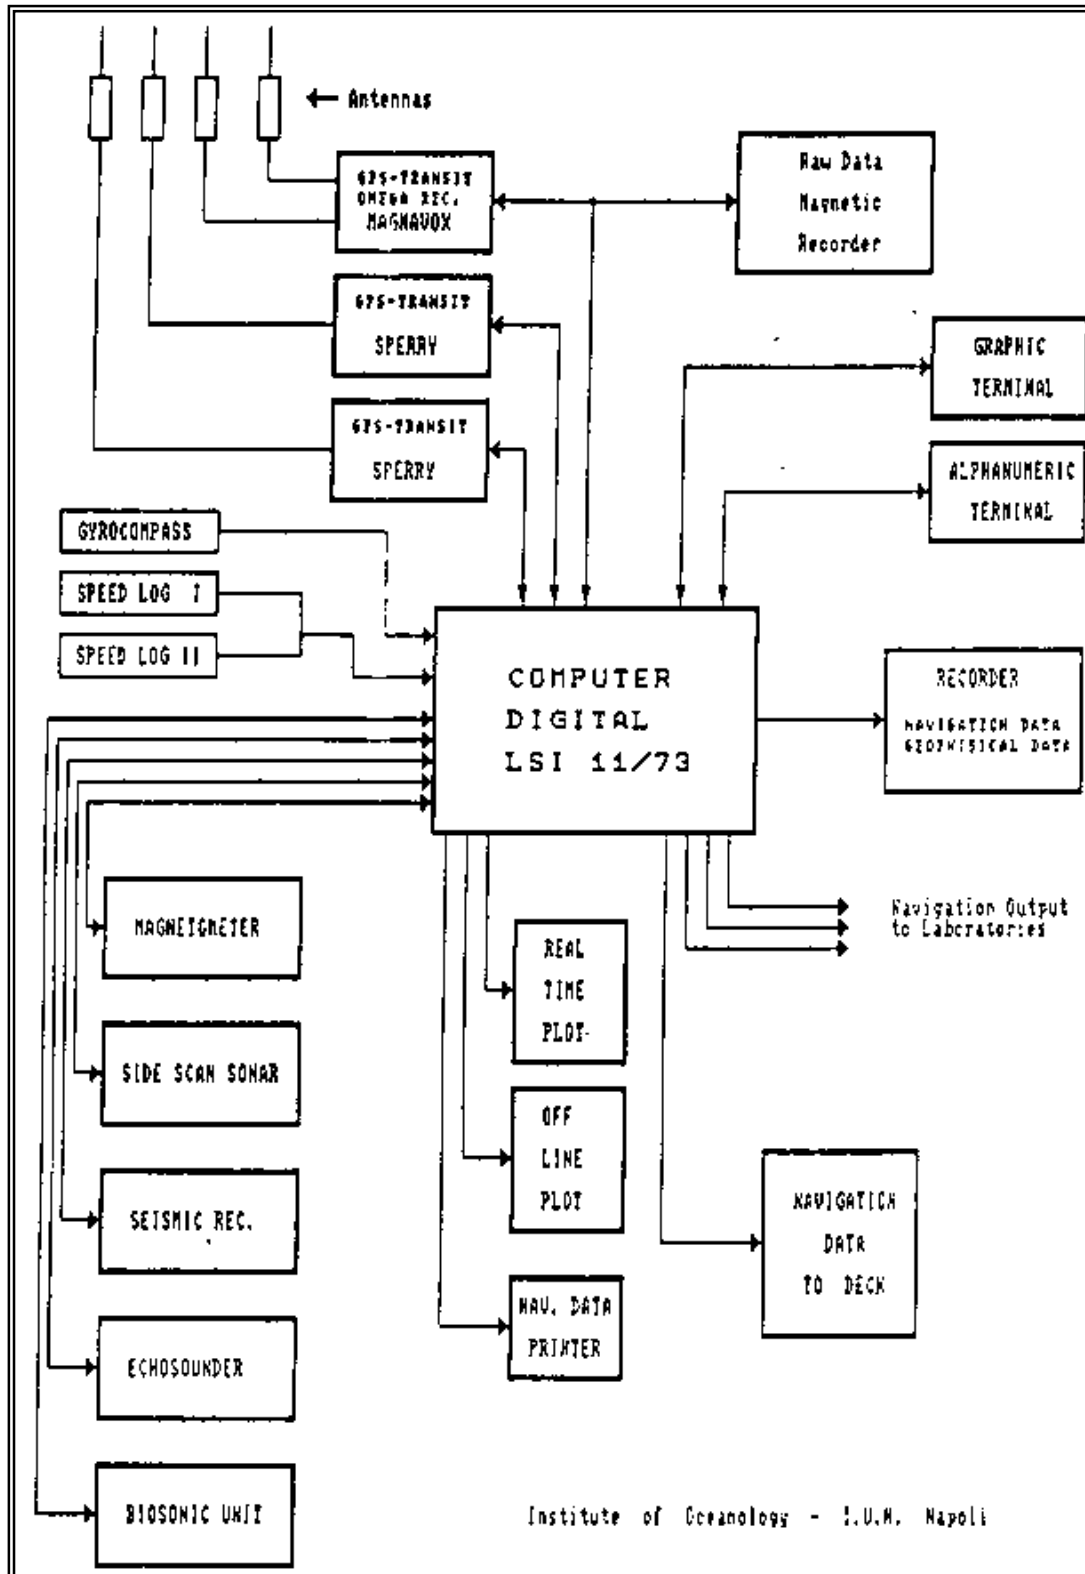 Antennas
GPS-TRANSIT
OMEGA REC.
MAGNAVOX
Raw Data
Magnetic
Recorder
GPS-TRANSIT
SPERRY
GRAPHIC
TERMINAL
GPS-TRANSIT
SPERRY
ALPHANUMERIC
TERMINAL
GYROCOMPASS
SPEED LOG I
SPEED LOG II
COMPUTER
DIGITAL
LSI 11/73
RECORDER
NAVIGATION DATA
GEOPHISICAL DATA
MAGNETOMETER
Navigation Output
to Laboratories
REAL
TIME
PLOT
SIDE SCAN SONAR
OFF
LINE
PLOT
SEISMIC REC.
NAVIGATION
DATA
TO DECK
NAV. DATA
PRINTER
ECHOSOUNDER
BIOSONIC UNIT
Institute of Oceanology - I.U.N. Napoli